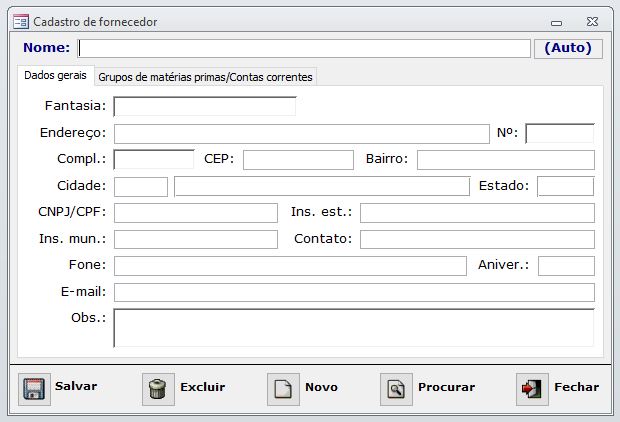 Cadastro de fornecedor
Nome: (Auto)
Dados gerais Grupos de matérias primas/Contas correntes
Fantasia:
Endereço: Nº:
Compl.: CEP: Bairro:
Cidade: Estado:
CNPJ/CPF: Ins. est.:
Ins. mun.: Contato:
Fone: Aniver.:
E-mail:
Obs.:
Salvar Excluir Novo Procurar Fechar